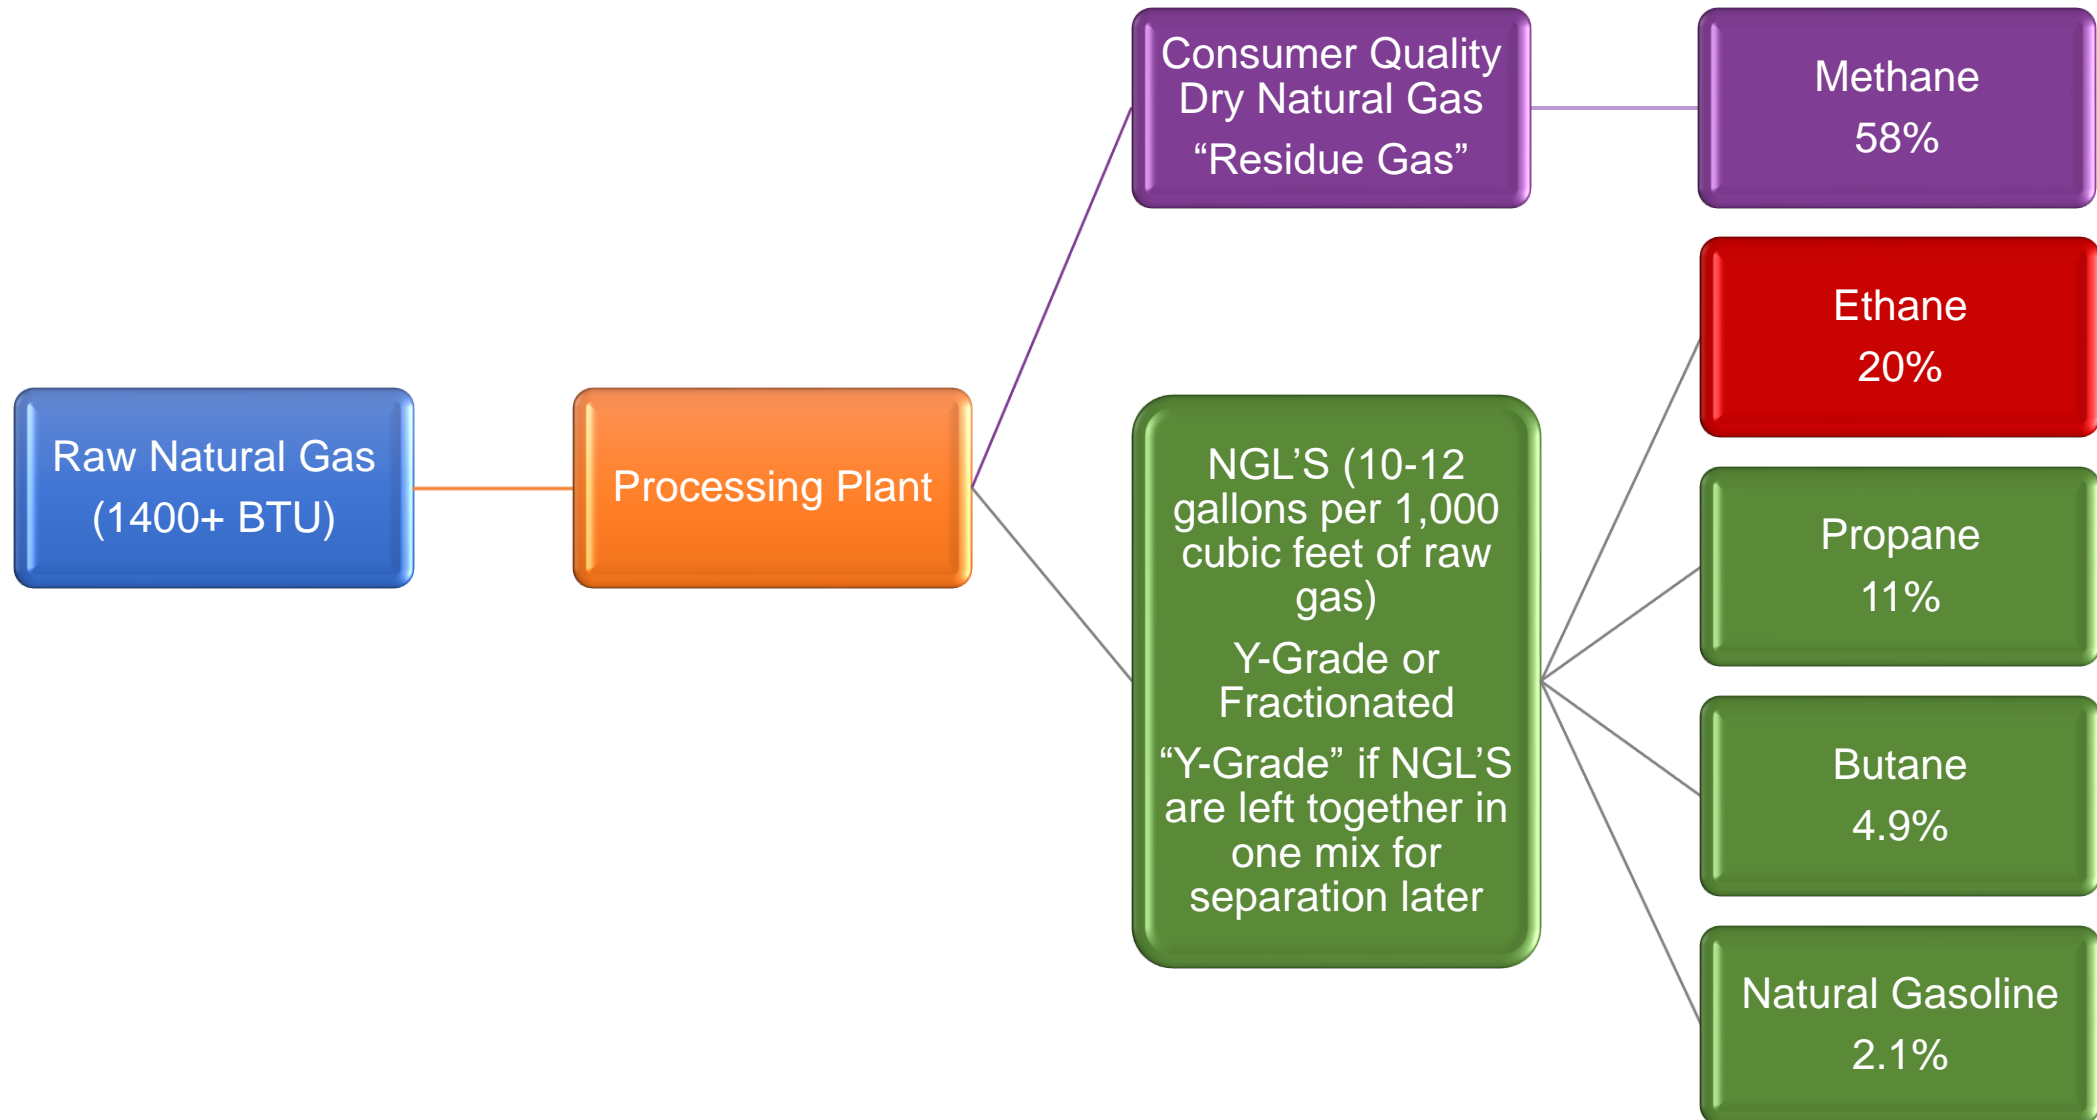 Raw Natural Gas
(1400+ BTU)
Processing Plant
Consumer Quality
Dry Natural Gas
“Residue Gas”
Methane
58%
NGL’S (10-12
gallons per 1,000
cubic feet of raw
gas)
Y-Grade or
Fractionated
“Y-Grade” if NGL’S
are left together in
one mix for
separation later
Ethane
20%
Propane
11%
Butane
4.9%
Natural Gasoline
2.1%